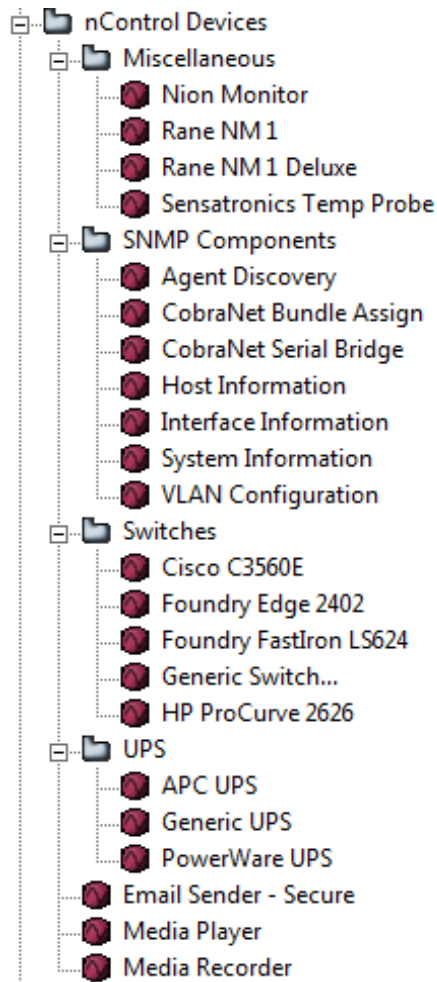 nControl Devices
Miscellaneous
Nion Monitor
Rane NM 1
Rane NM 1 Deluxe
Sensatronics Temp Probe
SNMP Components
Agent Discovery
CobraNet Bundle Assign
CobraNet Serial Bridge
Host Information
Interface Information
System Information
VLAN Configuration
Switches
Cisco C3560E
Foundry Edge 2402
Foundry FastIron LS624
Generic Switch...
HP ProCurve 2626
UPS
APC UPS
Generic UPS
PowerWare UPS
Email Sender - Secure
Media Player
Media Recorder